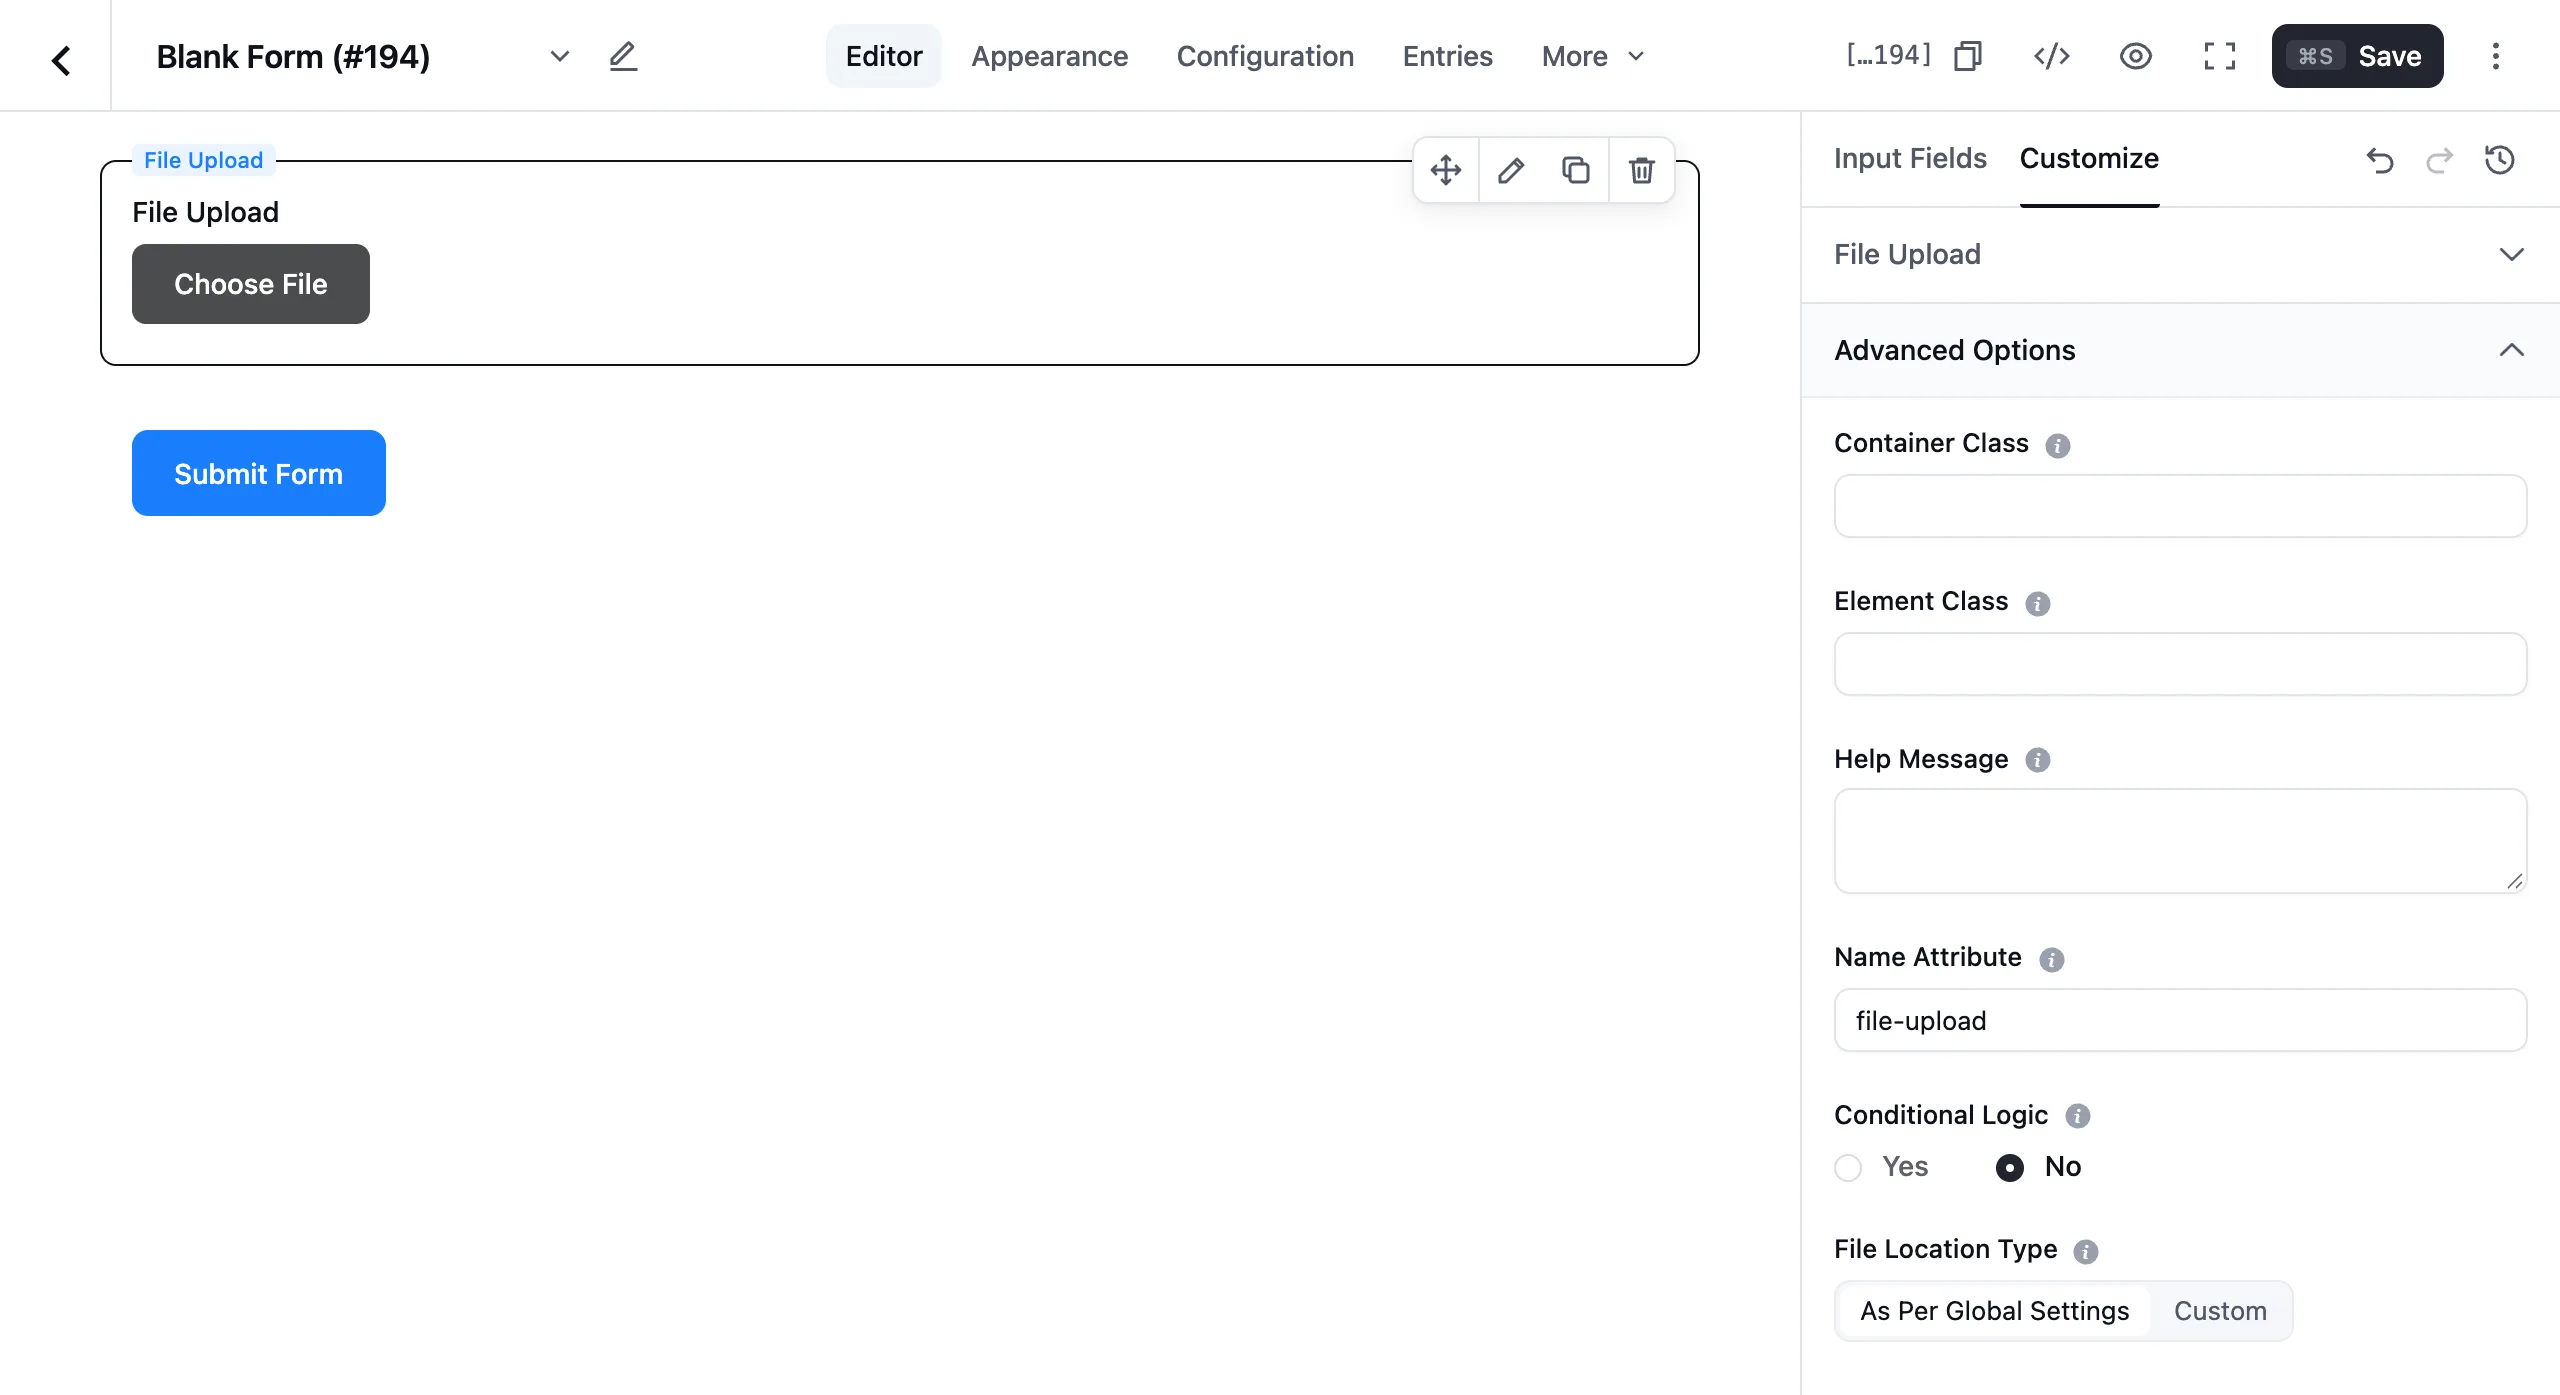 Blank Form (#194)
Editor
Appearance
Configuration
Entries
More
[…194]
⌘S Save
File Upload
File Upload
Choose File
Submit Form
Input Fields
Customize
File Upload
Advanced Options
Container Class
Element Class
Help Message
Name Attribute
file-upload
Conditional Logic
Yes
No
File Location Type
As Per Global Settings
Custom